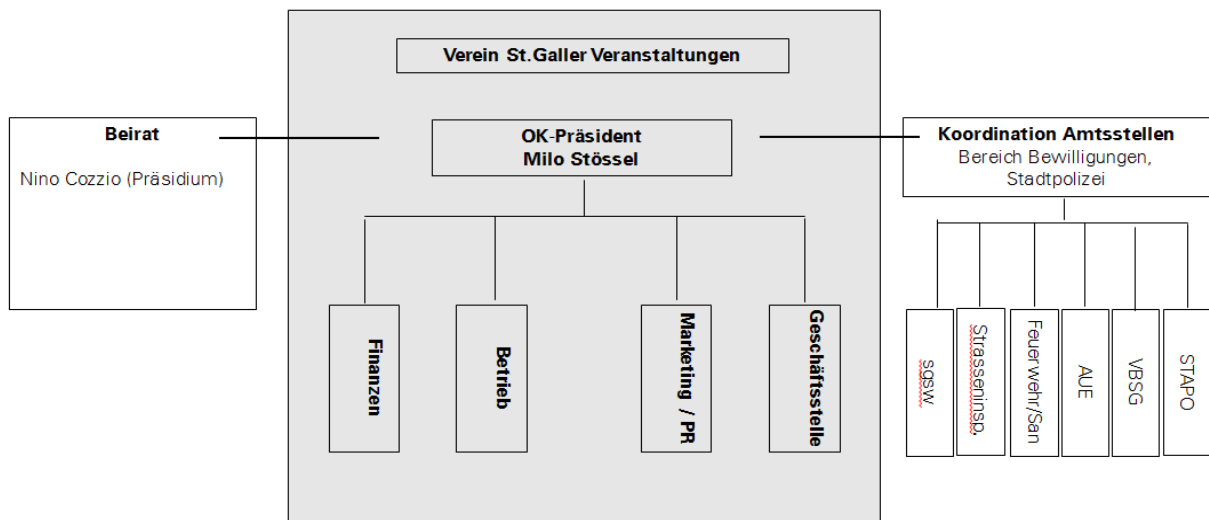 Verein St.Galler Veranstaltungen
Beirat
Nino Cozzio (Präsidium)
OK-Präsident
Milo Stössel
Koordination Amtsstellen
Bereich Bewilligungen,
Stadtpolizei
Finanzen
Betrieb
Marketing / PR
Geschäftsstelle
sgsw
Strasseninsp.
Feuerwehr/San
AUE
VBSG
STAPO